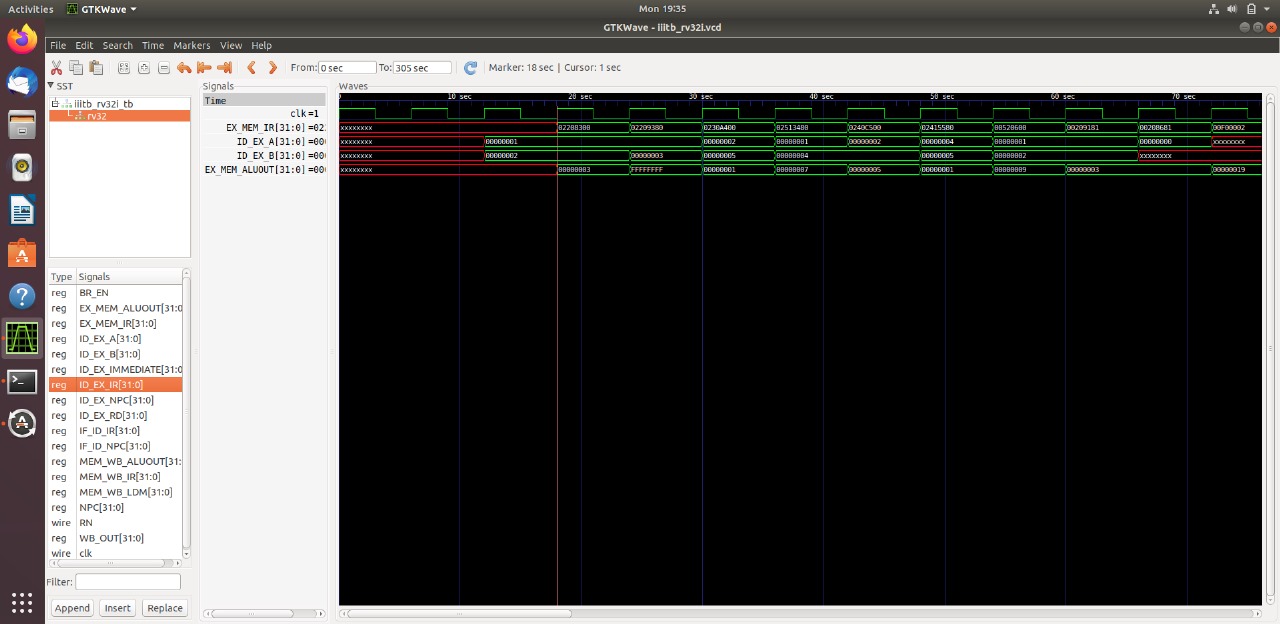 Activities GTKWave Mon 19:35
GTKWave - iiitb_rv32i.vcd
File Edit Search Time Markers View Help
From: 0 sec To: 305 sec Marker: 18 sec | Cursor: 1 sec
SST Signals Waves
iiitb_rv32i_tb
rv32
Time
0 10 sec 20 sec 30 sec 40 sec 50 sec 60 sec 70 sec
clk =1
EX_MEM_IR[31:0] =02 xxxxxxxx 02208300 02209380 0230A400 02513400 0240C500 02415580 00520600 00209181 00208681 00F00002
ID_EX_A[31:0] =00 xxxxxxxx 00000001 00000002 00000001 00000002 00000004 00000001 00000000 xxxxxxxx
ID_EX_B[31:0] =00 xxxxxxxx 00000002 00000003 00000005 00000004 00000005 00000002 xxxxxxxx
EX_MEM_ALUOUT[31:0] =00 xxxxxxxx 00000003 FFFFFFFF 00000001 00000007 00000005 00000001 00000009 00000003 00000019
Type Signals
reg BR_EN
reg EX_MEM_ALUOUT[31:0
reg EX_MEM_IR[31:0]
reg ID_EX_A[31:0]
reg ID_EX_B[31:0]
reg ID_EX_IMMEDIATE[31:0
reg ID_EX_IR[31:0]
reg ID_EX_NPC[31:0]
reg ID_EX_RD[31:0]
reg IF_ID_IR[31:0]
reg IF_ID_NPC[31:0]
reg MEM_WB_ALUOUT[31:
reg MEM_WB_IR[31:0]
reg MEM_WB_LDM[31:0]
reg NPC[31:0]
wire RN
reg WB_OUT[31:0]
wire clk
Filter:
Append Insert Replace